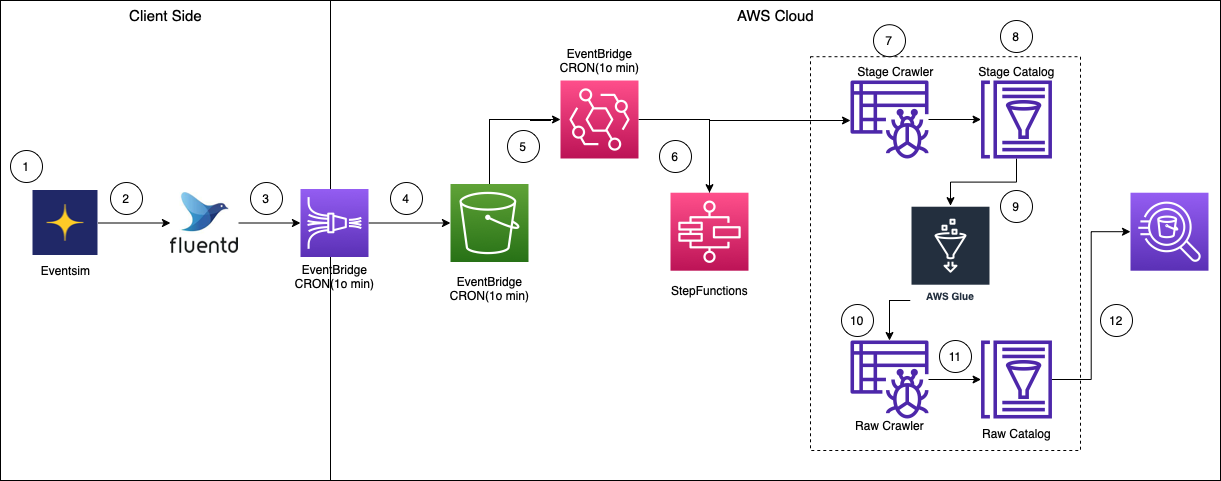 Client Side
AWS Cloud
EventBridge
CRON(1o min)
7
8
Stage Crawler
Stage Catalog
1
2
3
4
5
6
9
fluentd
Eventsim
EventBridge
CRON(1o min)
EventBridge
CRON(1o min)
StepFunctions
AWS Glue
10
11
12
Raw Crawler
Raw Catalog